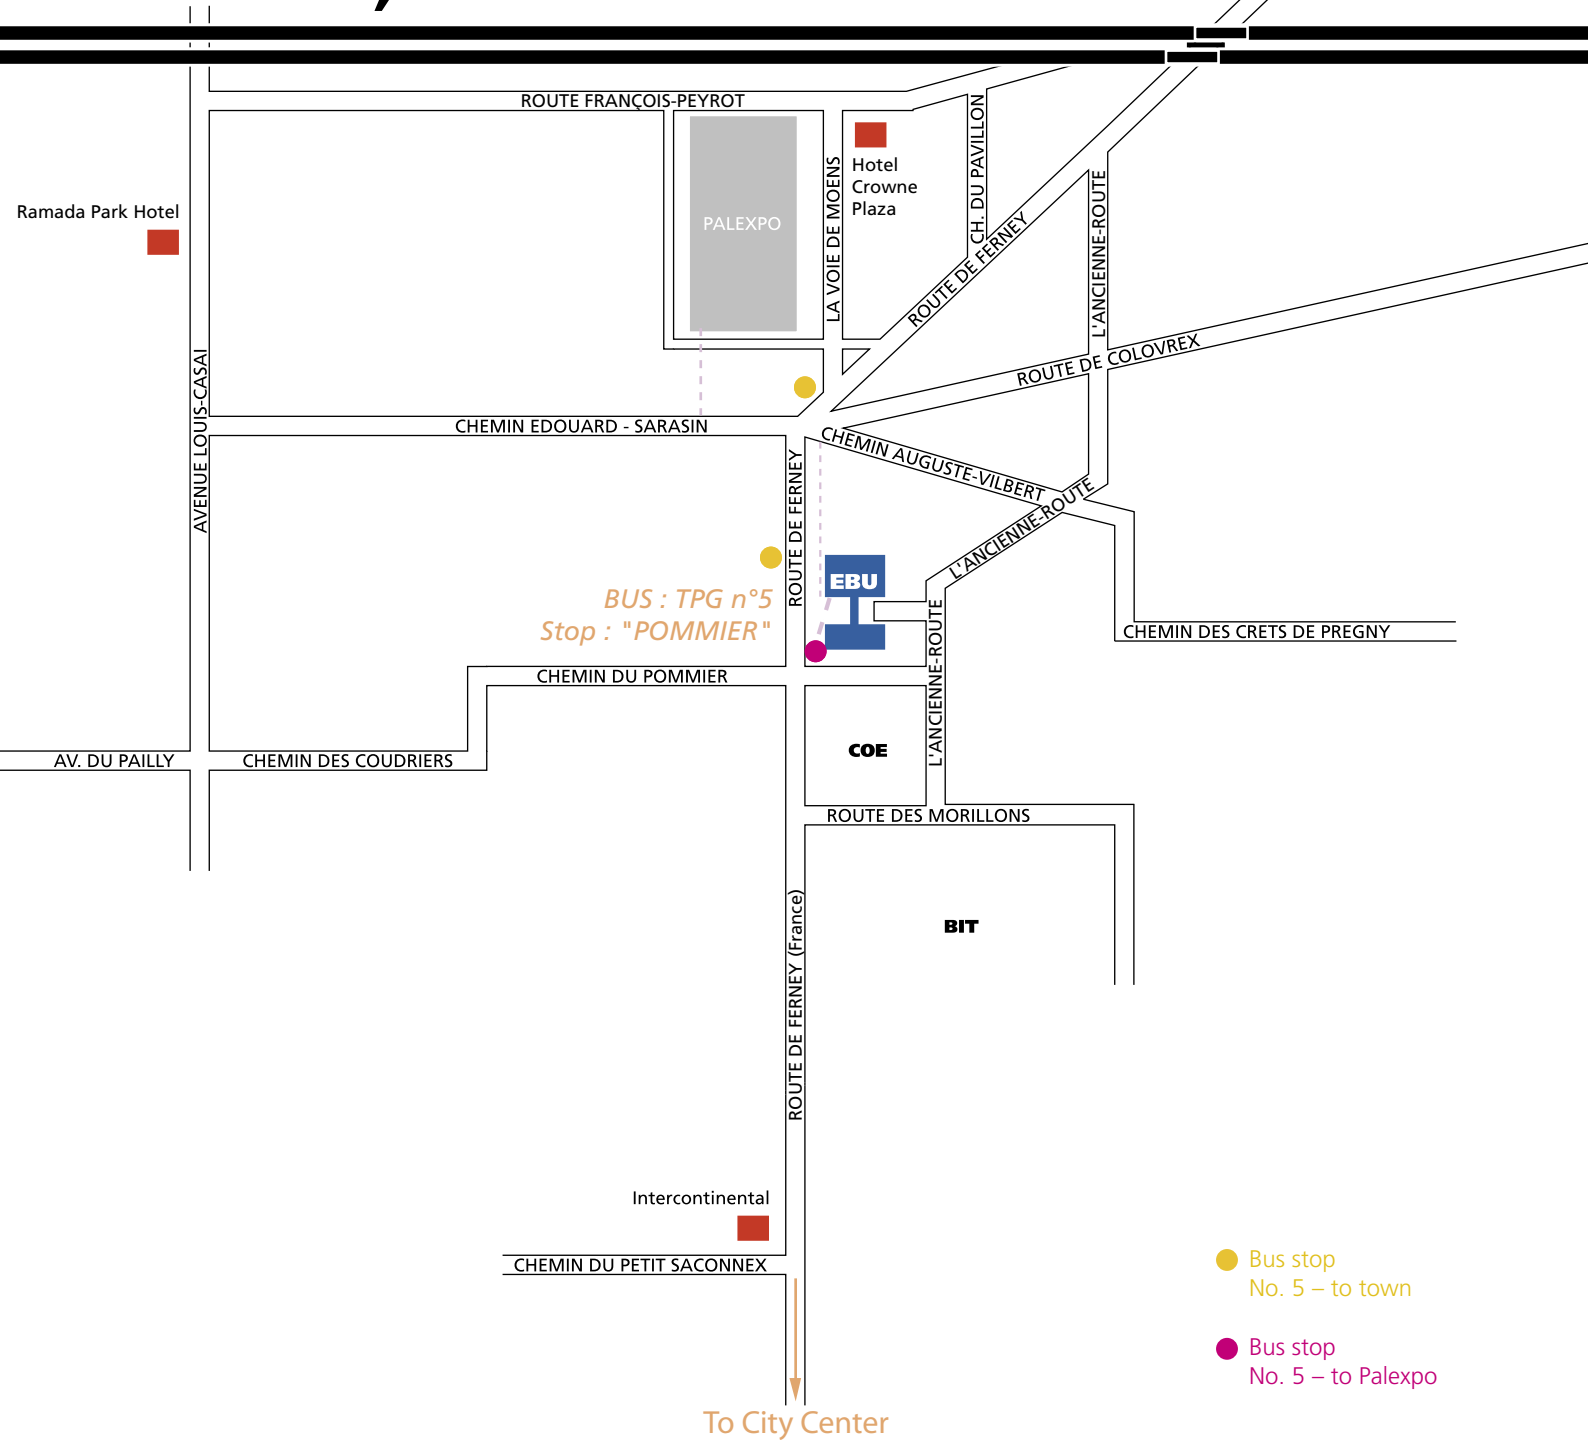 ROUTE FRANÇOIS-PEYROT
CH. DU PAVILLON
Hotel
Crowne
Plaza
LA VOIE DE MOENS
L'ANCIENNE-ROUTE
Ramada Park Hotel
PALEXPO
ROUTE DE FERNEY
ROUTE DE COLOVREX
AVENUE LOUIS-CASAI
CHEMIN EDOUARD - SARASIN
CHEMIN AUGUSTE-VILBERT
ROUTE DE FERNEY
L'ANCIENNE-ROUTE
EBU
BUS : TPG n°5
Stop : "POMMIER"
L'ANCIENNE-ROUTE
CHEMIN DES CRETS DE PREGNY
CHEMIN DU POMMIER
COE
AV. DU PAILLY
CHEMIN DES COUDRIERS
ROUTE DES MORILLONS
BIT
ROUTE DE FERNEY (France)
Intercontinental
CHEMIN DU PETIT SACONNEX
Bus stop
No. 5 – to town
Bus stop
No. 5 – to Palexpo
To City Center